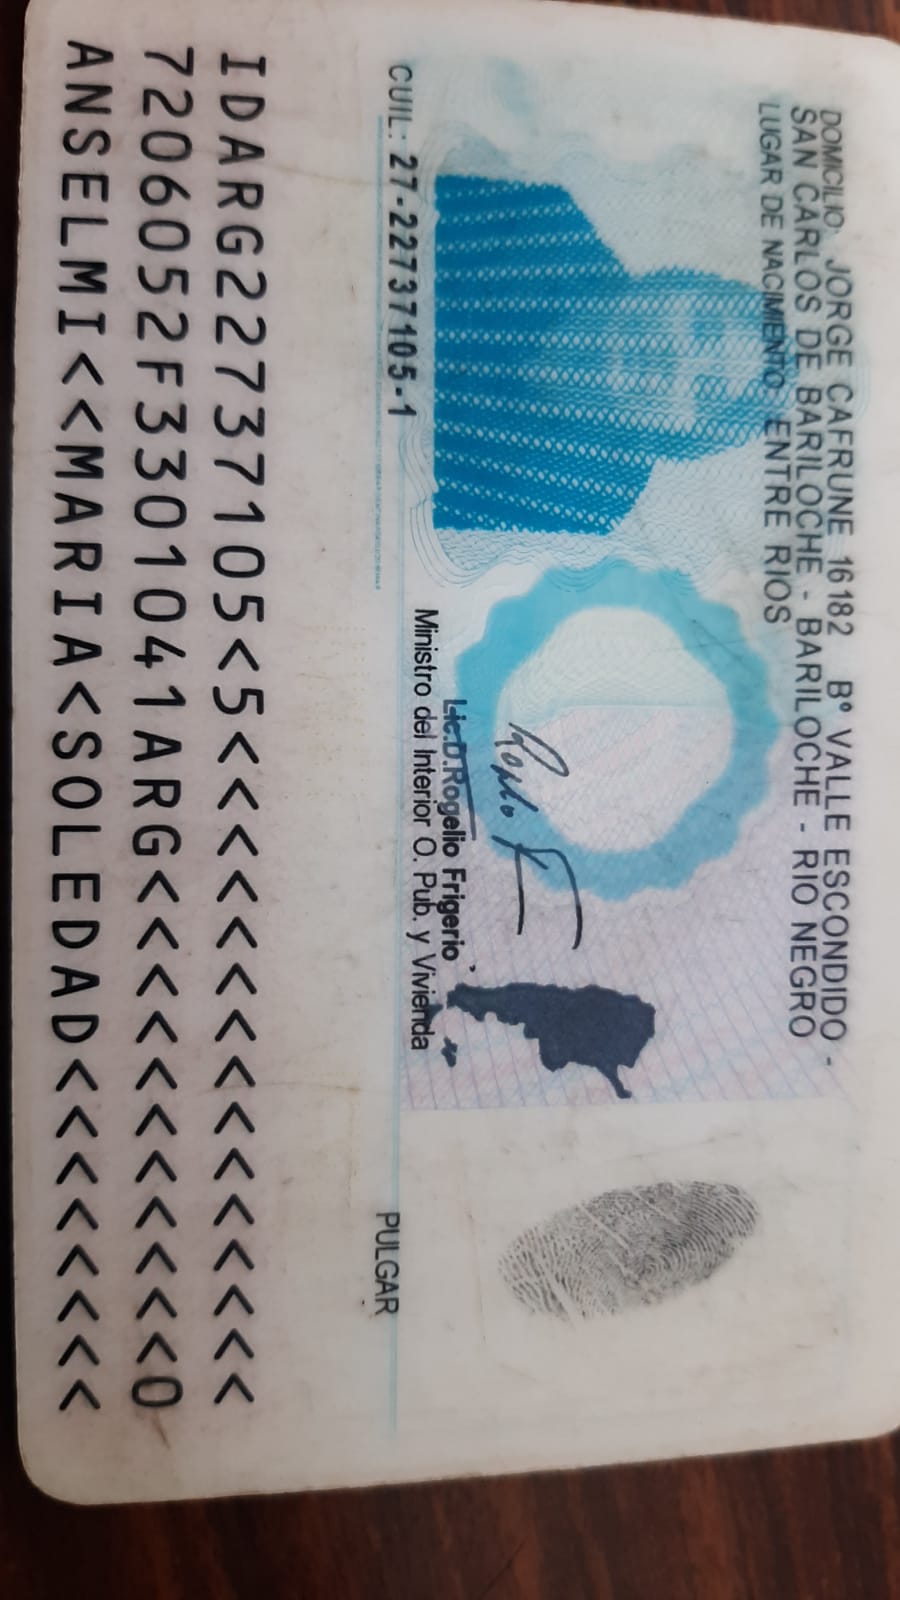 DOMICILIO: JORGE CAFRUNE 16182 Bº VALLE ESCONDIDO -
SAN CARLOS DE BARILOCHE - BARILOCHE - RIO NEGRO
LUGAR DE NACIMIENTO: ENTRE RIOS
Lic.D.Rogelio Frigerio
Ministro del Interior O. Pub. y Vivienda
CUIL: 27-22737105-1
PULGAR
IDARG22737105<5<<<<<<<<<<<<<<<
7206052F3301041ARG<<<<<<<<<<<0
ANSELMI<<MARIA<SOLEDAD<<<<<<<<